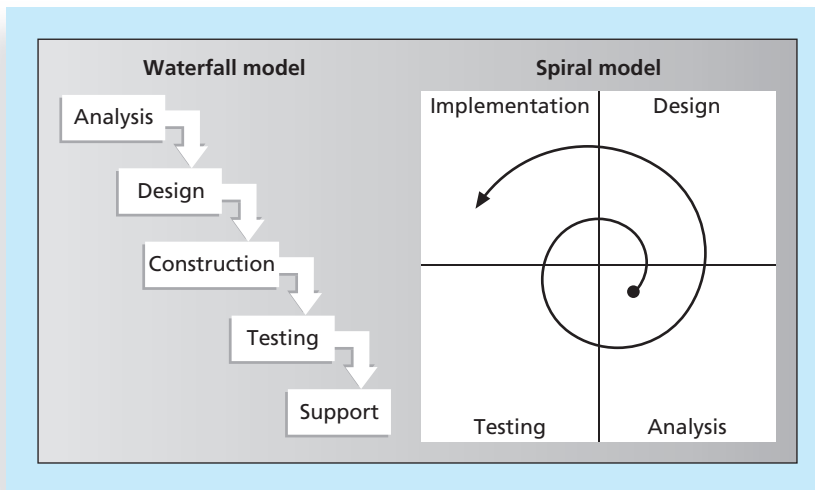 Waterfall model
Analysis
Design
Construction
Testing
Support
Spiral model
Implementation
Design
Testing
Analysis